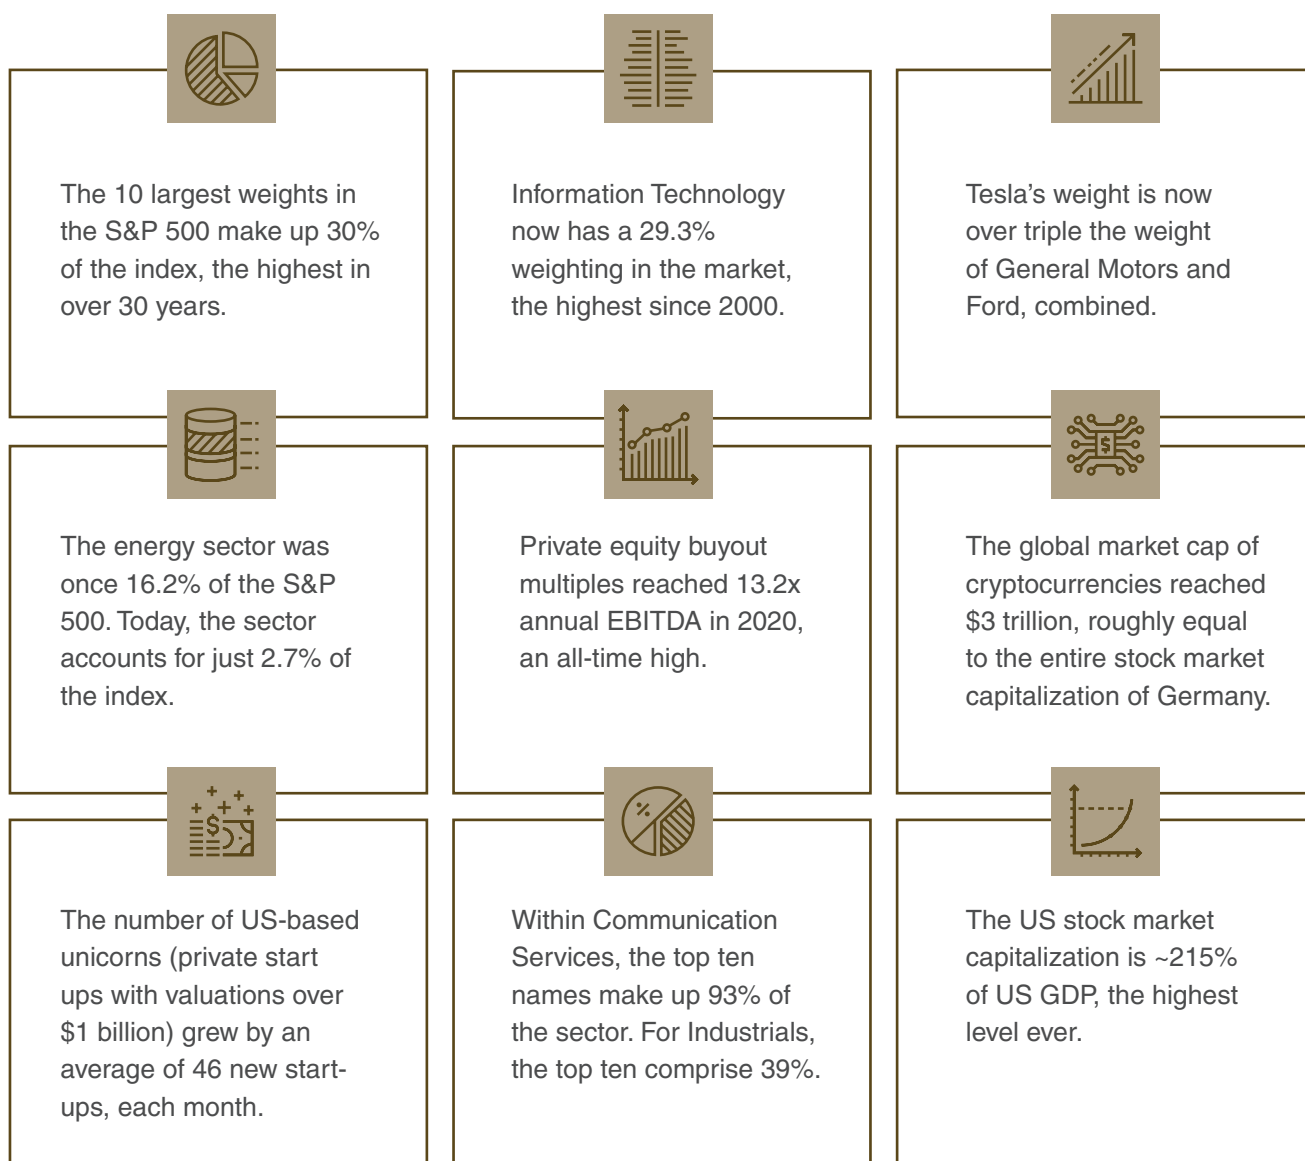 The 10 largest weights in
the S&P 500 make up 30%
of the index, the highest in
over 30 years.
Information Technology
now has a 29.3%
weighting in the market,
the highest since 2000.
Tesla’s weight is now
over triple the weight
of General Motors and
Ford, combined.
The energy sector was
once 16.2% of the S&P
500. Today, the sector
accounts for just 2.7% of
the index.
Private equity buyout
multiples reached 13.2x
annual EBITDA in 2020,
an all-time high.
$
The global market cap of
cryptocurrencies reached
$3 trillion, roughly equal
to the entire stock market
capitalization of Germany.
$
The number of US-based
unicorns (private start
ups with valuations over
$1 billion) grew by an
average of 46 new start-
ups, each month.
%
Within Communication
Services, the top ten
names make up 93% of
the sector. For Industrials,
the top ten comprise 39%.
The US stock market
capitalization is ~215%
of US GDP, the highest
level ever.